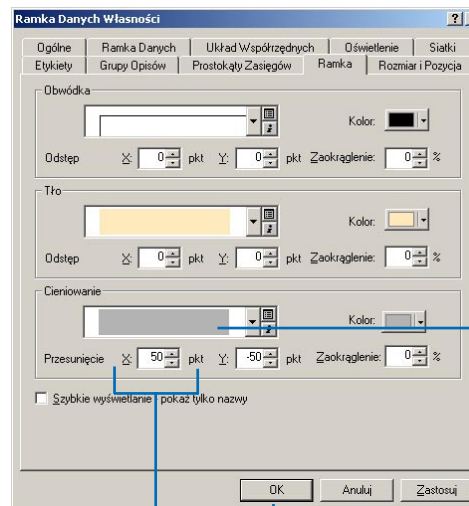 Ramka Danych Własności ?
Ogólne Ramka Danych Układ Współrzędnych Oświetlenie Siatki
Etykiety Grupy Opisów Prostokąty Zasięgów Ramka Rozmiar i Pozycja
Obwódka
Kolor:
Odstęp X: 0 pkt Y: 0 pkt Zaokrąglenie: 0 %
Tło
Kolor:
Odstęp X: 0 pkt Y: 0 pkt Zaokrąglenie: 0 %
Cieniowanie
Kolor:
Przesunięcie X: 50 pkt Y: -50 pkt Zaokrąglenie: 0 %
Szybkie wyświetlanie - pokaż tylko nazwy
OK Anuluj Zastosuj